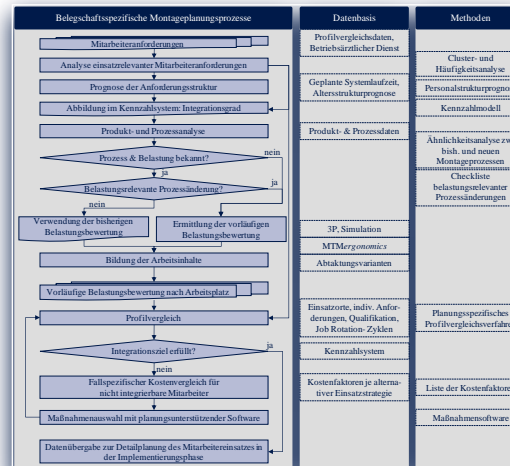 Belegschaftsspezifische Montageplanungsprozesse
Mitarbeiteranforderungen
Analyse einsatzrelevanter Mitarbeiteranforderungen
Prognose der Anforderungsstruktur
Abbildung im Kennzahlsystem: Integrationsgrad
Produkt- und Prozessanalyse
nein
Prozess & Belastung bekannt?
ja
ja
Belastungsrelevante Prozessänderung?
nein
Verwendung der bisherigen
Belastungsbewertung
Ermittlung der vorläufigen
Belastungsbewertung
Bildung der Arbeitsinhalte
Vorläufige Belastungsbewertung nach Arbeitsplatz
Profilvergleich
ja
Integrationsziel erfüllt?
nein
Fallspezifischer Kostenvergleich für
nicht integrierbare Mitarbeiter
Maßnahmenauswahl mit planungsunterstützender Software
Datenübergabe zur Detailplanung des Mitarbeitereinsatzes in
der Implementierungsphase
Datenbasis
Profilvergleichsdaten,
Betriebsärztlicher Dienst
Geplante Systemlaufzeit,
Altersstrukturprognose
Produkt- & Prozessdaten
3P, Simulation
MTMergonomics
Abtaktungsvarianten
Einsatzorte, indiv. Anfor-
derungen, Qualifikation,
Job Rotation- Zyklen
Kennzahlsystem
Kostenfaktoren je alterna-
tiver Einsatzstrategie
Methoden
Cluster- und
Häufigkeitsanalyse
Personalstrukturprognos
Kennzahlmodell
Ähnlichkeitsanalyse zw
bish. und neuen
Montageprozessen
Checkliste
belastungsrelevanter
Prozessänderungen
Planungsspezifisches
Profilvergleichsverfahre
Liste der Kostenfaktore
Maßnahmensoftware